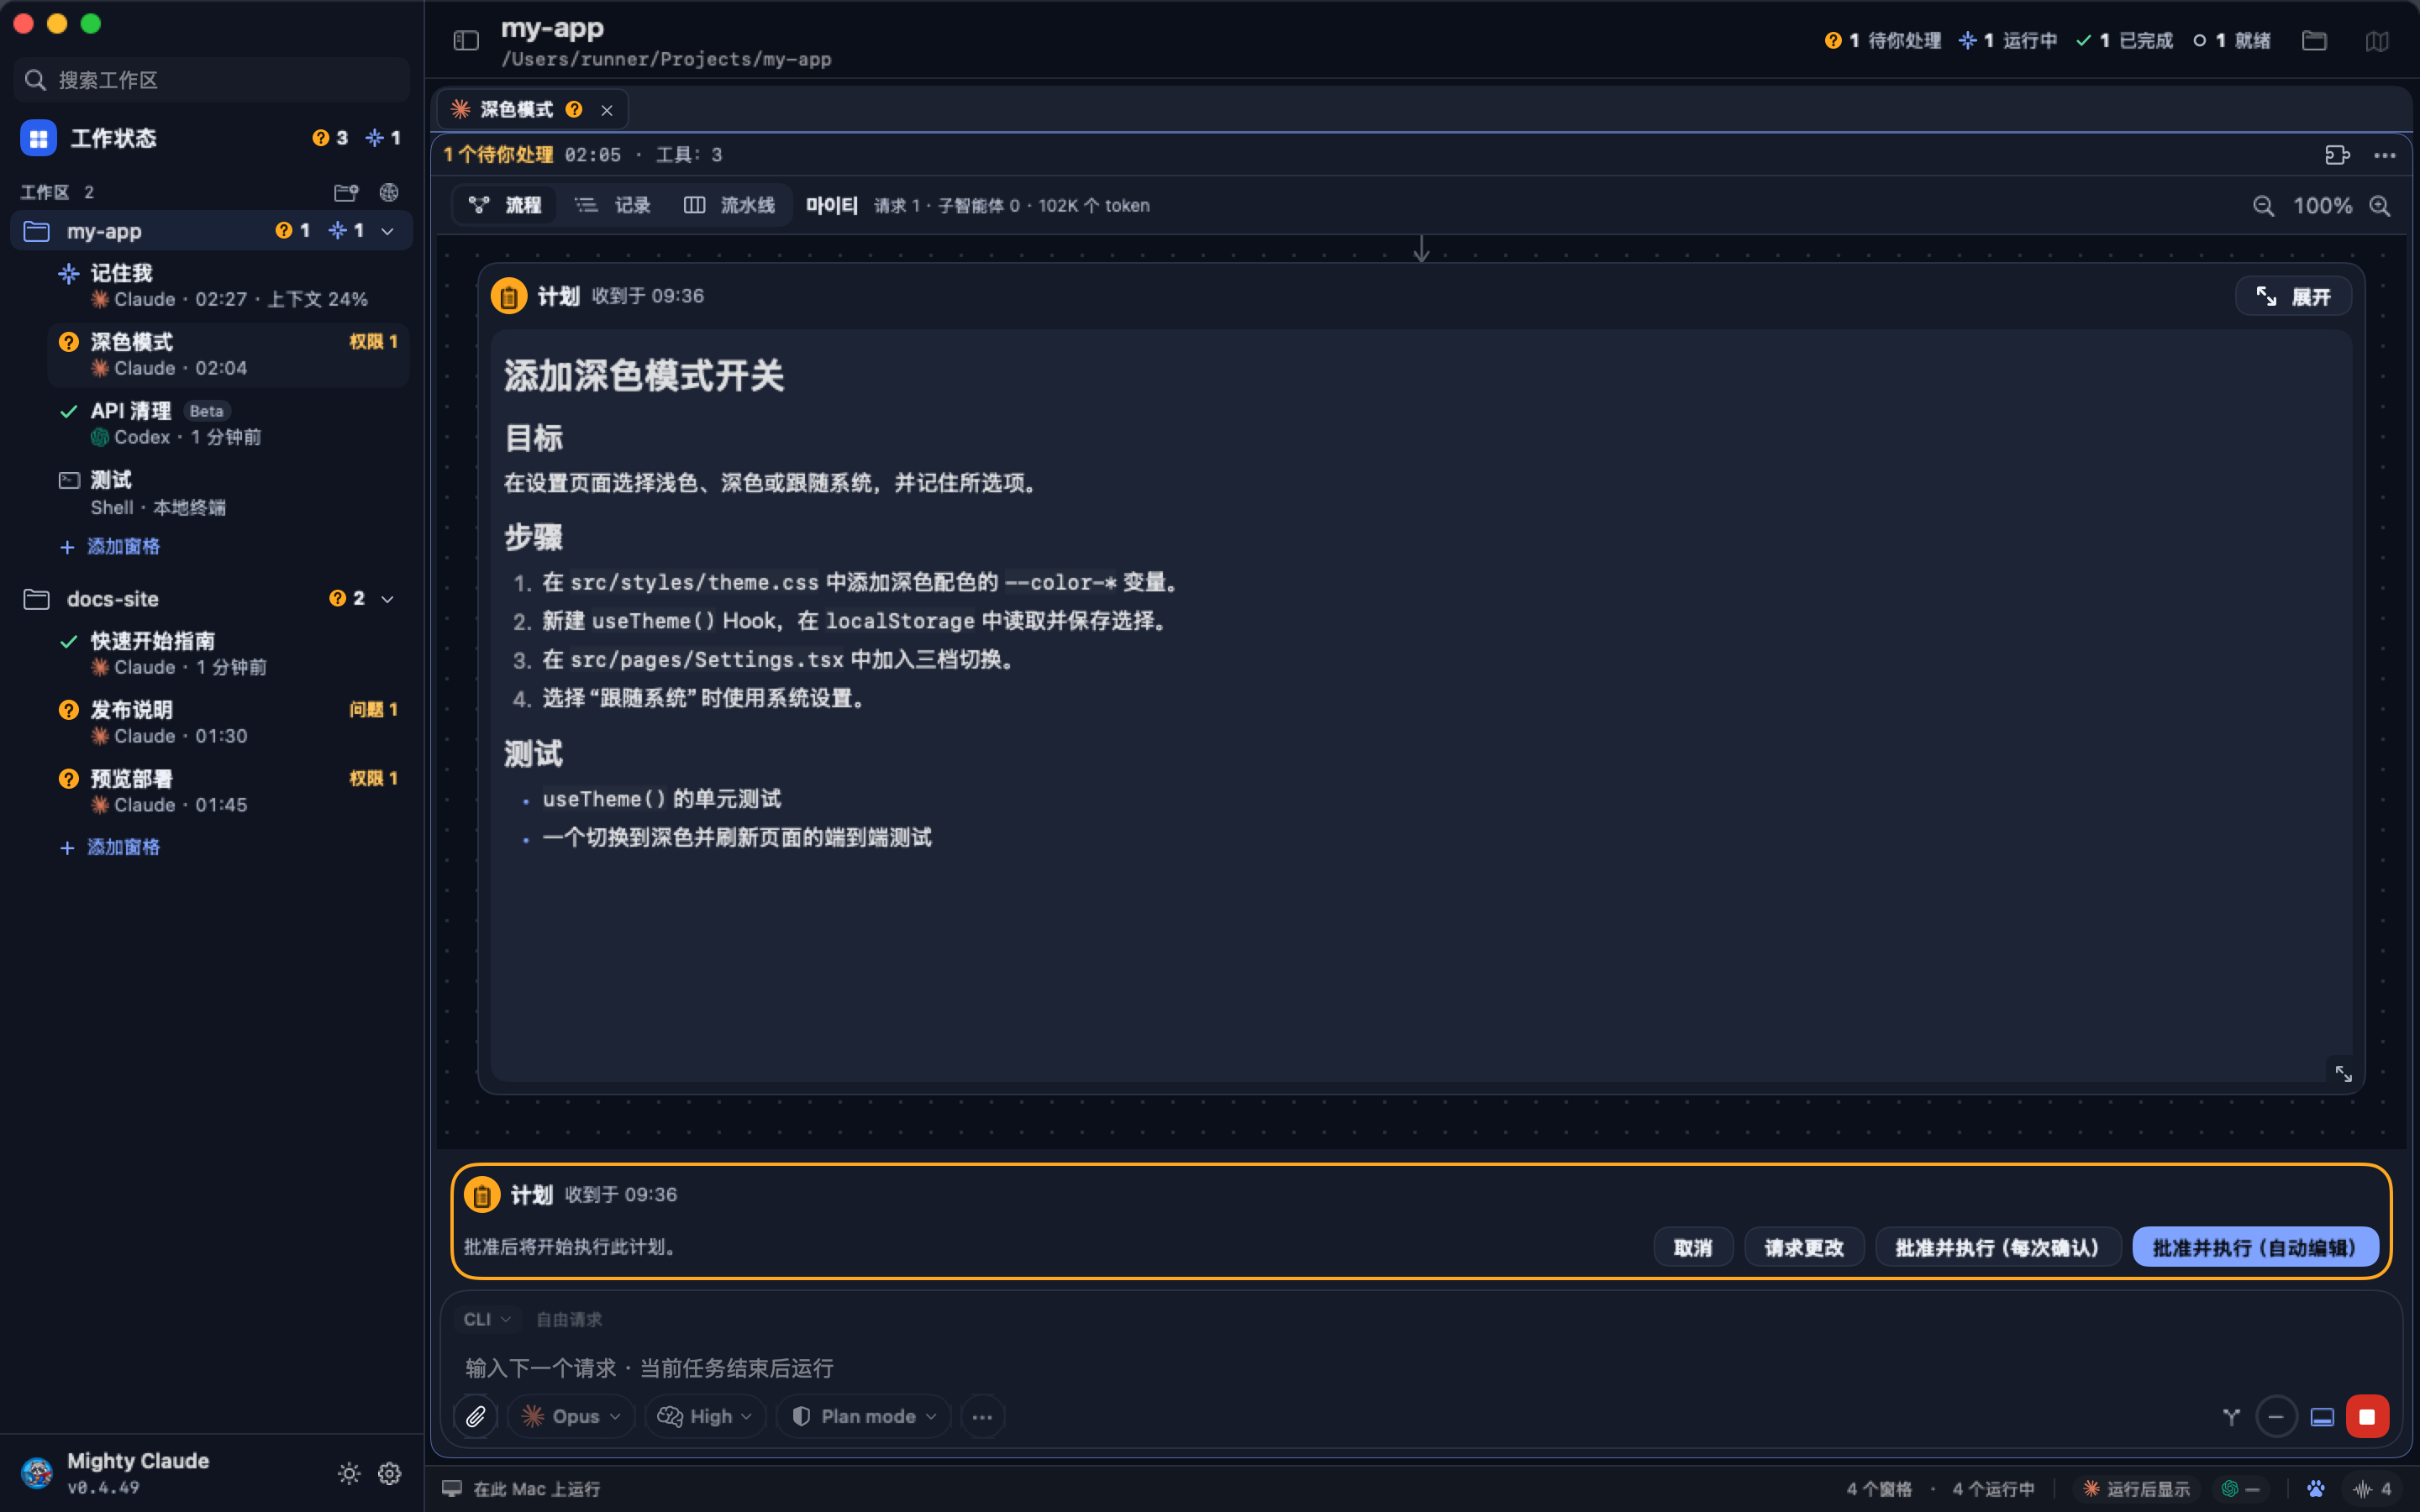 my-app
/Users/runner/Projects/my-app
1 待你处理 1 运行中 1 已完成 1 就绪
搜索工作区
工作状态 3 1
工作区 2
my-app 1 1
记住我
Claude · 02:27 · 上下文 24%
深色模式 权限 1
Claude · 02:04
API 清理 Beta
Codex · 1 分钟前
测试
Shell · 本地终端
+ 添加窗格
docs-site 2
快速开始指南
Claude · 1 分钟前
发布说明 问题 1
Claude · 01:30
预览部署 权限 1
Claude · 01:45
+ 添加窗格
Mighty Claude
v0.4.49
深色模式
1 个待你处理 02:05 · 工具: 3
流程 记录 流水线 마이티 请求 1 · 子智能体 0 · 102K 个 token
100%
计划 收到于 09:36
展开
添加深色模式开关
目标
在设置页面选择浅色、深色或跟随系统，并记住所选项。
步骤
1. 在 src/styles/theme.css 中添加深色配色的 --color-* 变量。
2. 新建 useTheme() Hook，在 localStorage 中读取并保存选择。
3. 在 src/pages/Settings.tsx 中加入三档切换。
4. 选择“跟随系统”时使用系统设置。
测试
• useTheme() 的单元测试
• 一个切换到深色并刷新页面的端到端测试
计划 收到于 09:36
批准后将开始执行此计划。
取消 请求更改 批准并执行（每次确认） 批准并执行（自动编辑）
CLI 自由请求
输入下一个请求 · 当前任务结束后运行
Opus High Plan mode
在此 Mac 上运行
4 个窗格 · 4 个运行中 运行后显示 — 4